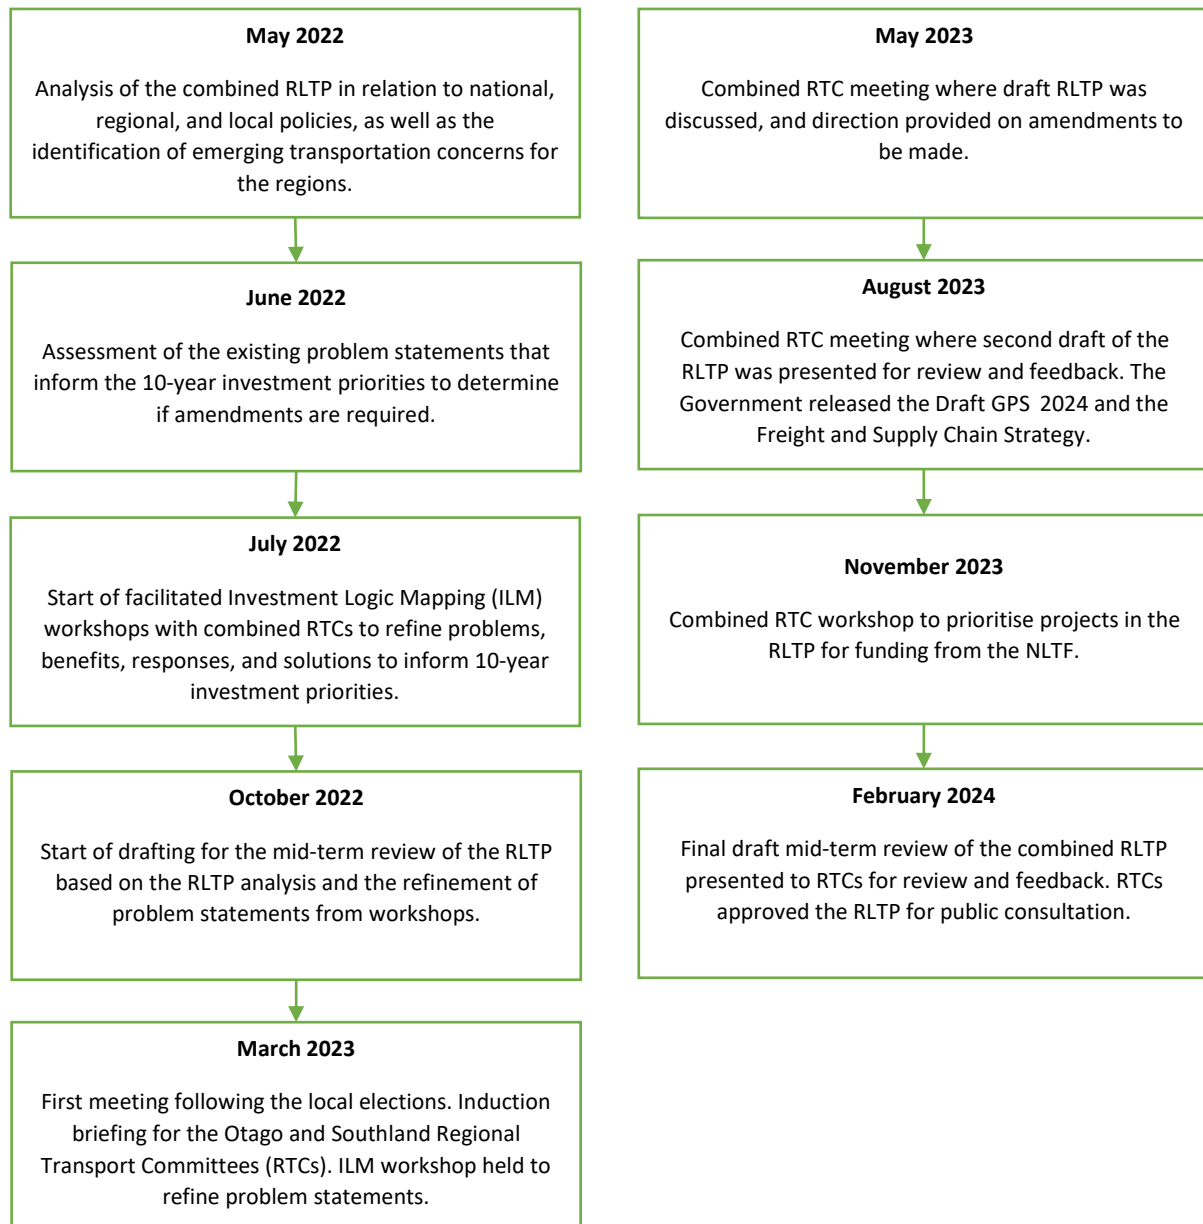 May 2022
Analysis of the combined RLTP in relation to national,
regional, and local policies, as well as the
identification of emerging transportation concerns for
the regions.
June 2022
Assessment of the existing problem statements that
inform the 10-year investment priorities to determine
if amendments are required.
July 2022
Start of facilitated Investment Logic Mapping (ILM)
workshops with combined RTCs to refine problems,
benefits, responses, and solutions to inform 10-year
investment priorities.
October 2022
Start of drafting for the mid-term review of the RLTP
based on the RLTP analysis and the refinement of
problem statements from workshops.
March 2023
First meeting following the local elections. Induction
briefing for the Otago and Southland Regional
Transport Committees (RTCs). ILM workshop held to
refine problem statements.
May 2023
Combined RTC meeting where draft RLTP was
discussed, and direction provided on amendments to
be made.
August 2023
Combined RTC meeting where second draft of the
RLTP was presented for review and feedback. The
Government released the Draft GPS 2024 and the
Freight and Supply Chain Strategy.
November 2023
Combined RTC workshop to prioritise projects in the
RLTP for funding from the NLTF.
February 2024
Final draft mid-term review of the combined RLTP
presented to RTCs for review and feedback. RTCs
approved the RLTP for public consultation.